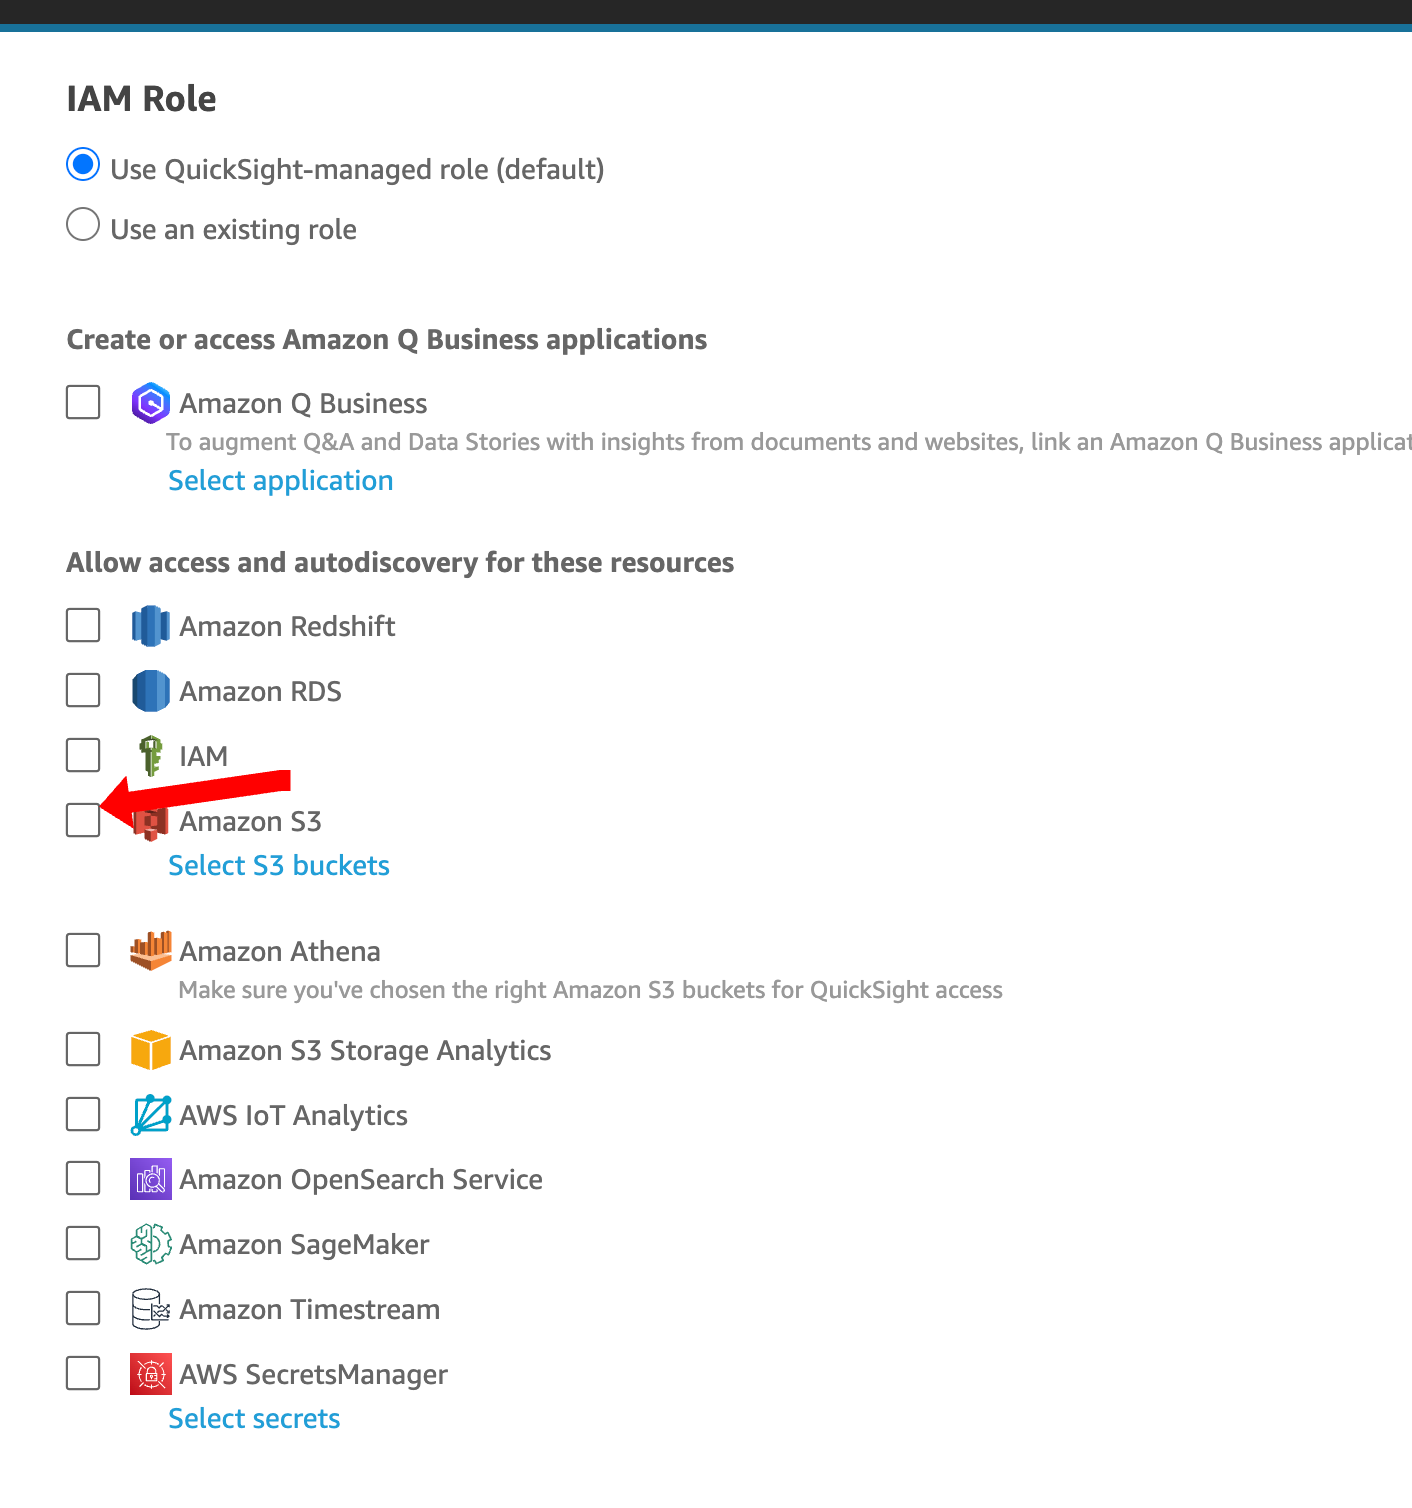 IAM Role
Use QuickSight-managed role (default)
Use an existing role
Create or access Amazon Q Business applications
Amazon Q Business
To augment Q&A and Data Stories with insights from documents and websites, link an Amazon Q Business applicat
Select application
Allow access and autodiscovery for these resources
Amazon Redshift
Amazon RDS
IAM
Amazon S3
Select S3 buckets
Amazon Athena
Make sure you've chosen the right Amazon S3 buckets for QuickSight access
Amazon S3 Storage Analytics
AWS IoT Analytics
Amazon OpenSearch Service
Amazon SageMaker
Amazon Timestream
AWS SecretsManager
Select secrets